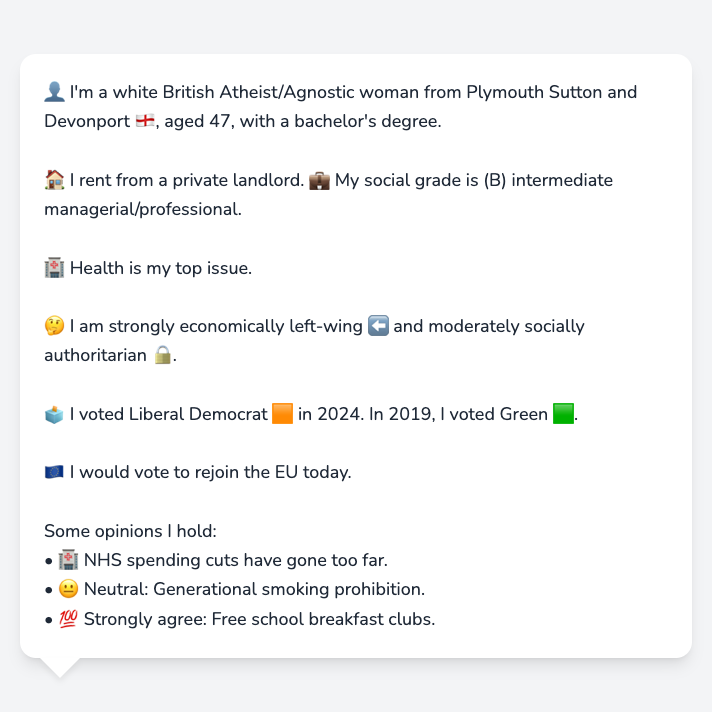 👤 I'm a white British Atheist/Agnostic woman from Plymouth Sutton and
Devonport 🏴󠁧󠁢󠁥󠁮󠁧󠁿, aged 47, with a bachelor's degree.
🏠 I rent from a private landlord. 💼 My social grade is (B) intermediate
managerial/professional.
🏥 Health is my top issue.
🤔 I am strongly economically left-wing ⬅️ and moderately socially
authoritarian 🔒.
🗳️ I voted Liberal Democrat 🟧 in 2024. In 2019, I voted Green 🟩.
🇪🇺 I would vote to rejoin the EU today.
Some opinions I hold:
• 🏥 NHS spending cuts have gone too far.
• 😐 Neutral: Generational smoking prohibition.
• 💯 Strongly agree: Free school breakfast clubs.